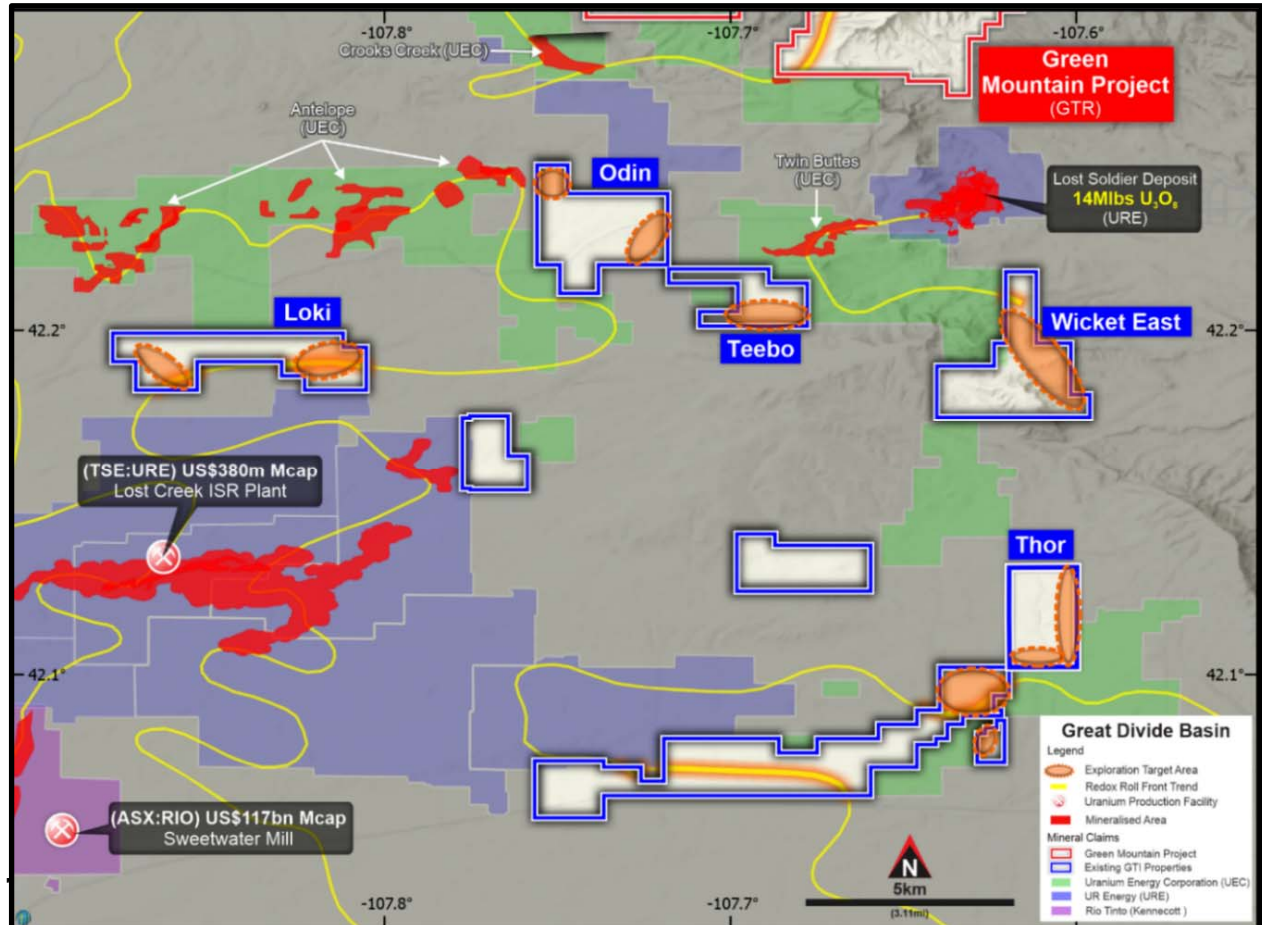 -107.8°
-107.7°
-107.6°
Crooks Creek (UEC)
Green
Mountain Project
(GTR)
Antelope
(UEC)
Odin
Twin Buttes
(UEC)
Lost Soldier Deposit
14Mlbs U₃O₈
(URE)
Loki
42.2°
42.2°
Teebo
Wicket East
(TSE:URE) US$380m Mcap
Lost Creek ISR Plant
Thor
42.1°
42.1°
(ASX:RIO) US$117bn Mcap
Sweetwater Mill
N
5km
(3.11mi)
-107.8°
-107.7°
Great Divide Basin
Legend
Exploration Target Area
Redox Roll Front Trend
Uranium Production Facility
Mineralised Area
Mineral Claims
Green Mountain Project
Existing GTI Properties
Uranium Energy Corporation (UEC)
UR Energy (URE)
Rio Tinto (Kennecott )